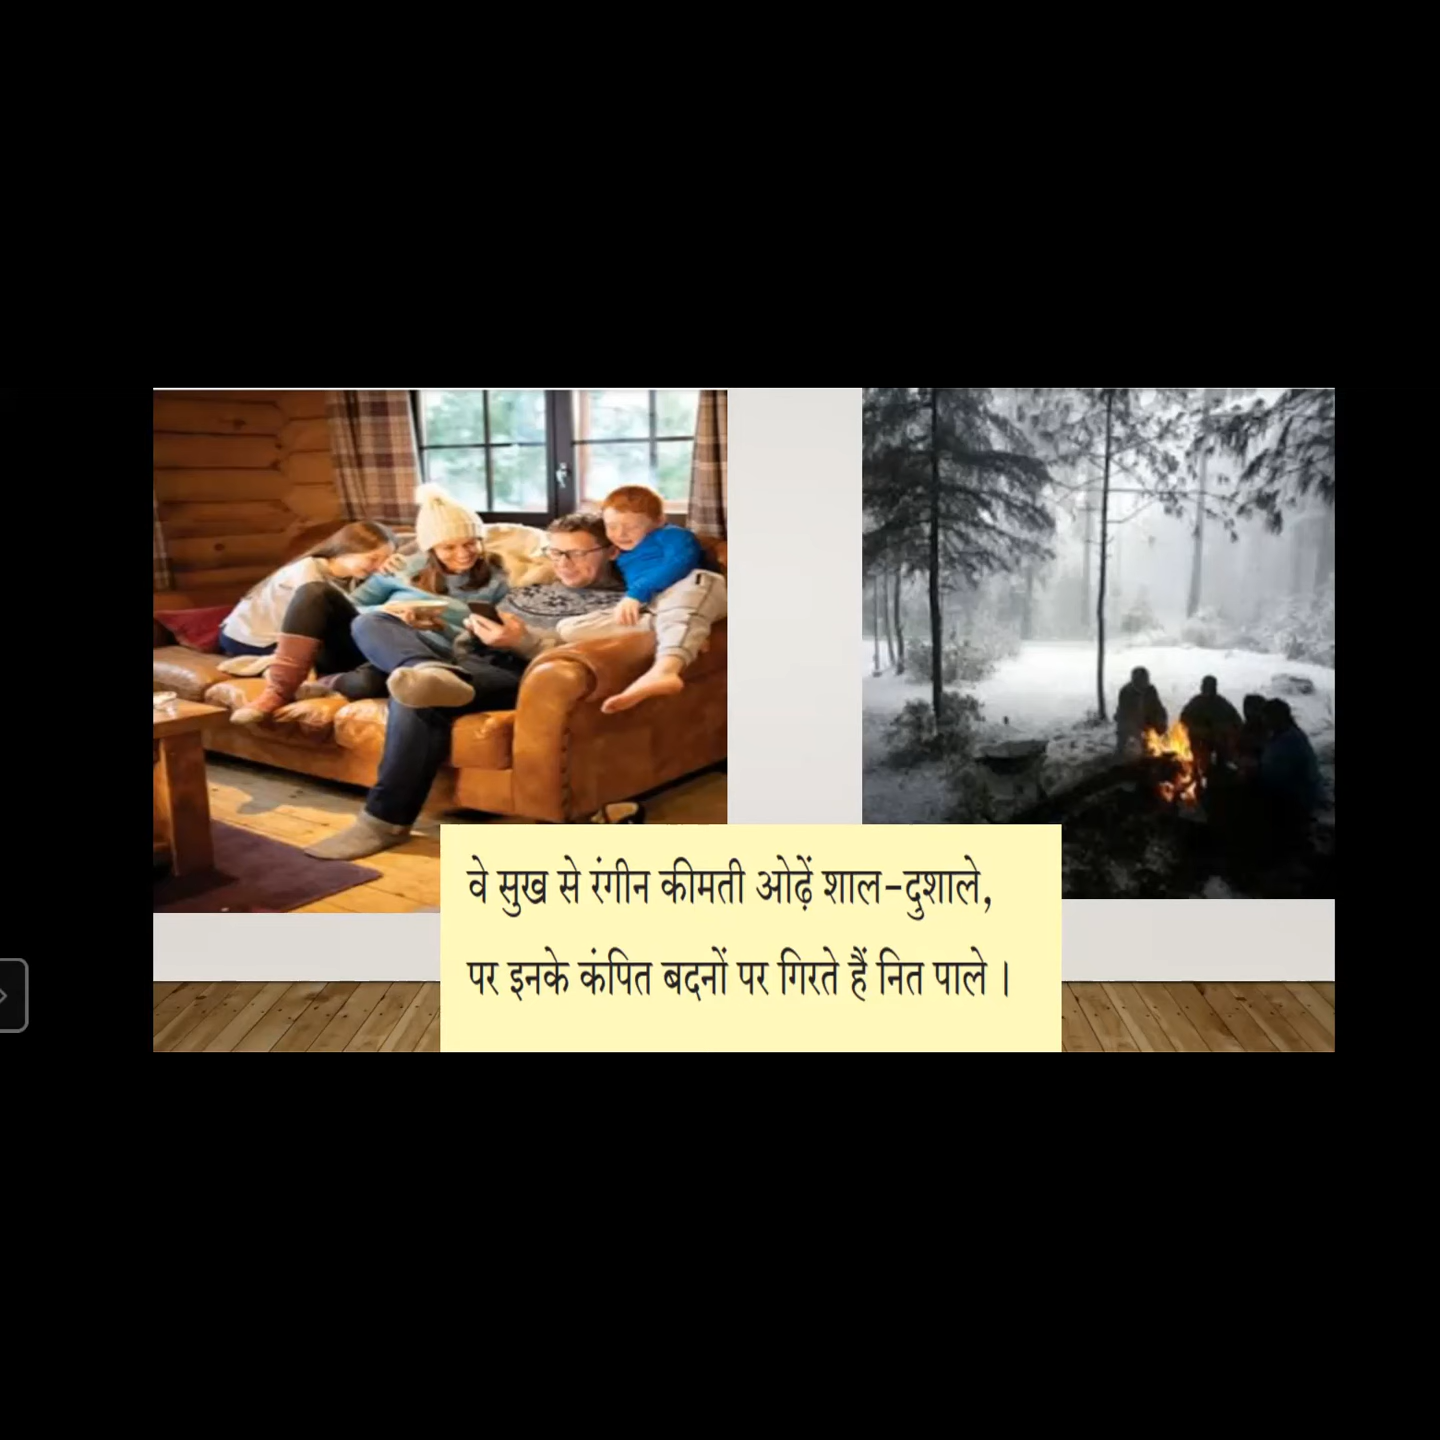 वे सुख से रंगीन कीमती ओढ़ें शाल-दुशाले,
पर इनके कंपित बदनों पर गिरते हैं नित पाले ।